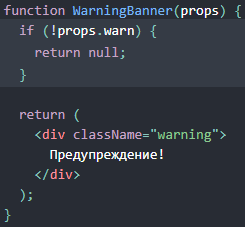 function WarningBanner(props) {
  if (!props.warn) {
    return null;
  }

  return (
    <div className="warning">
      Предупреждение!
    </div>
  );
}